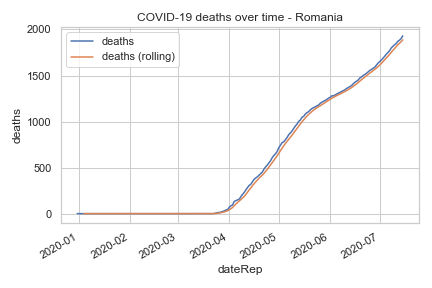 COVID-19 deaths over time - Romania
deaths
deaths (rolling)
2000
1500
1000
500
0
deaths
2020-01
2020-02
2020-03
2020-04
2020-05
2020-06
2020-07
dateRep